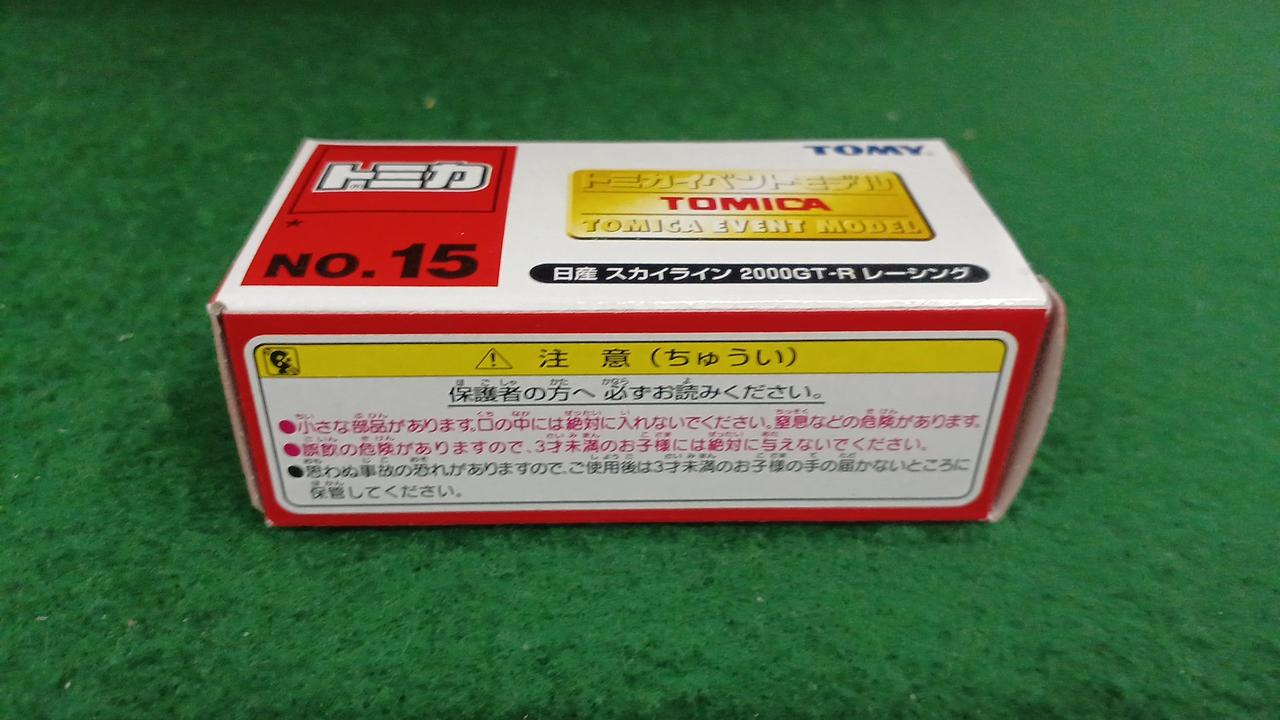 トミカ
NO. 15
TOMY
トミカイベントモデル
TOMICA
TOMICA EVENT MODEL
日産 スカイライン 2000GT-R レーシング
注 意（ちゅうい）
保護者の方へ 必ずお読みください。
●小さな部品があります。口の中には絶対に入れないでください。窒息などの危険があります。
●誤飲の危険がありますので、3才未満のお子様には絶対に与えないでください。
●思わぬ事故の恐れがありますので、ご使用後は3才未満のお子様の手の届かないところに
保管してください。